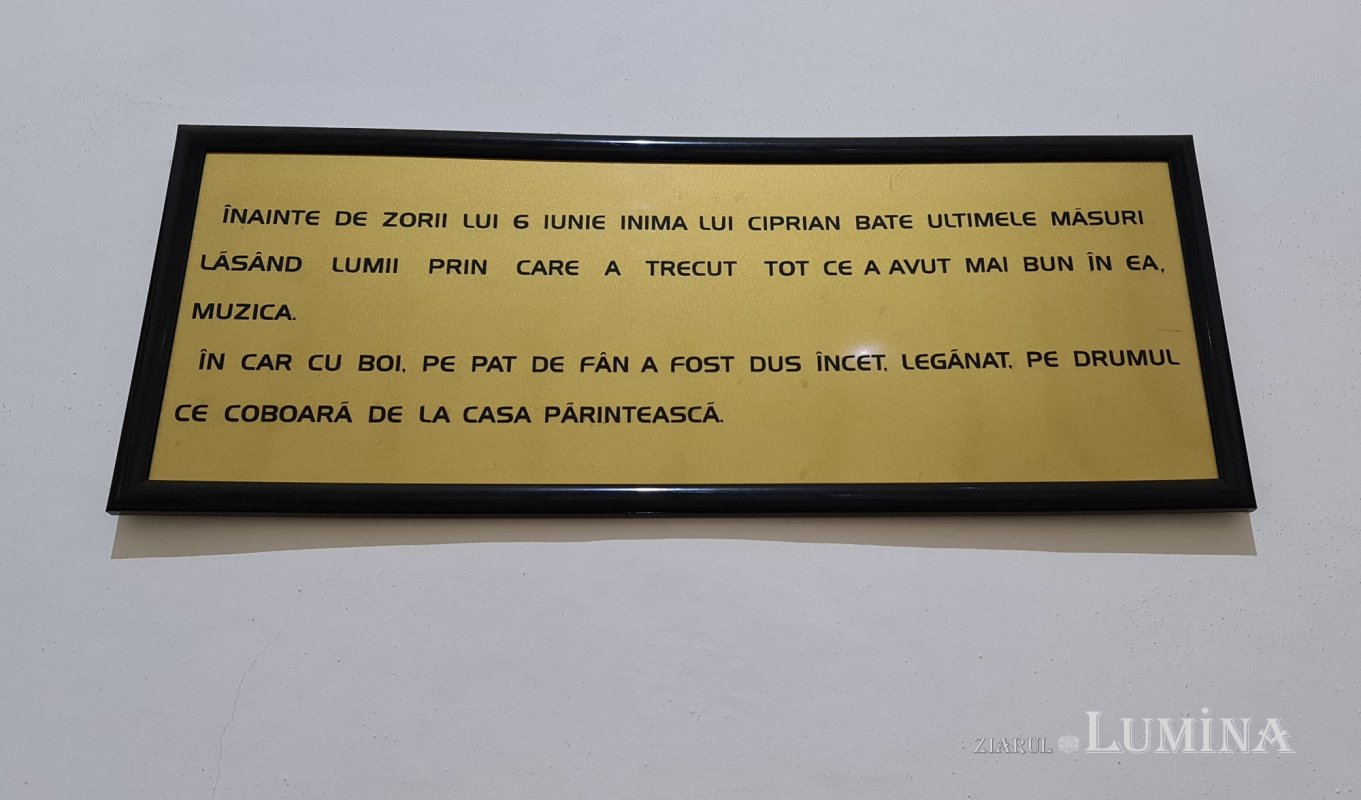 ÎNAINTE DE ZORII LUI 6 IUNIE INIMA LUI CIPRIAN BATE ULTIMELE MĂSURI
LĂSÂND LUMII PRIN CARE A TRECUT TOT CE A AVUT MAI BUN ÎN EA,
MUZICA.
ÎN CAR CU BOI, PE PAT DE FÂN A FOST DUS ÎNCET, LEGĂNAT, PE DRUMUL
CE COBOARĂ DE LA CASA PĂRINTEASCĂ.
ZIARUL LUMINA